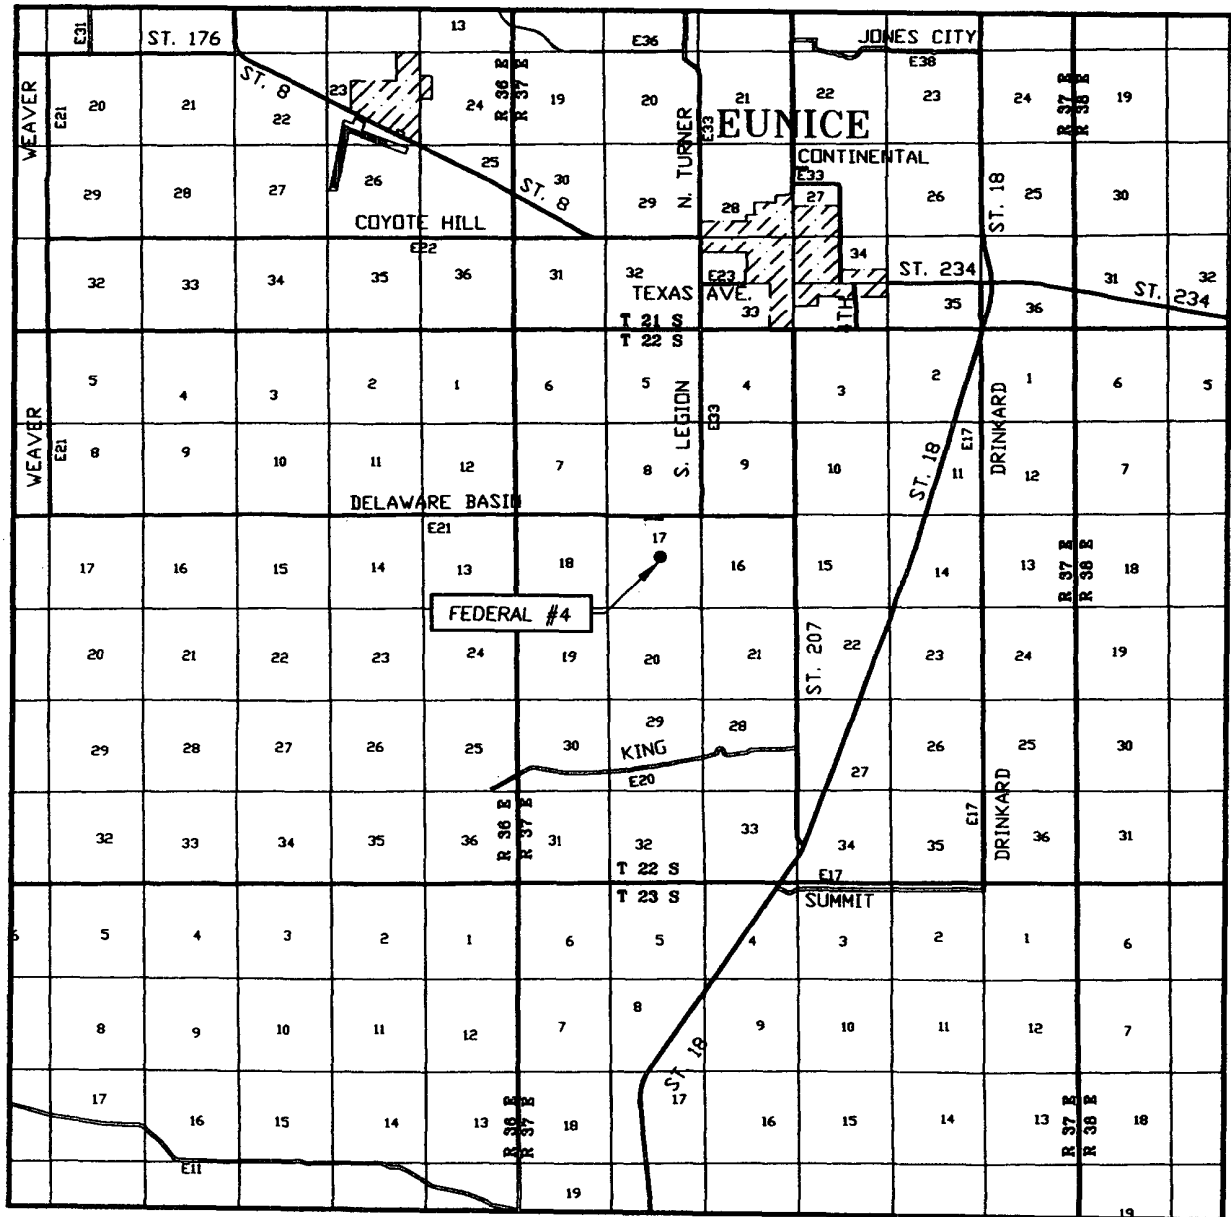 E31 ST. 176 13 E36 JONES CITY
E38
WEAVER E21 20 21 ST. 8 22 23 24 R 36 E R 37 E 19 20 N. TURNER 21 E33 22 23 24 R 37 E R 38 E 19
EUNICE
CONTINENTAL
E33
29 28 27 26 25 30 ST. 8 29 28 27 26 ST. 18 25 30
COYOTE HILL
E22
32 33 34 35 36 31 32 E23 34 ST. 234 31 32
TEXAS AVE. 33 4TH 35 36 ST. 234
T 21 S
T 22 S
5 4 3 2 1 6 5 4 3 2 1 6 5
WEAVER E21 8 9 10 11 12 7 8 S. LEGION E33 9 10 ST. 18 11 E17 DRINKARD 12 7
DELAWARE BASIN
E21
17 16 15 14 13 18 17 16 15 14 13 R 37 E R 38 E 18
FEDERAL #4
20 21 22 23 24 19 20 21 ST. 207 22 23 24 19
29 28 27 26 25 30 29 28 27 26 25 30
KING
E20
32 33 34 35 36 R 36 E R 37 E 31 32 33 34 35 E17 DRINKARD 36 31
T 22 S
T 23 S
E17
SUMMIT
6 5 4 3 2 1 6 5 4 3 2 1 6
8 9 10 11 12 7 8 9 10 11 12 7
ST. 18
17 16 15 14 13 R 36 E R 37 E 18 17 16 15 14 13 R 37 E R 38 E 18
E11
19 19